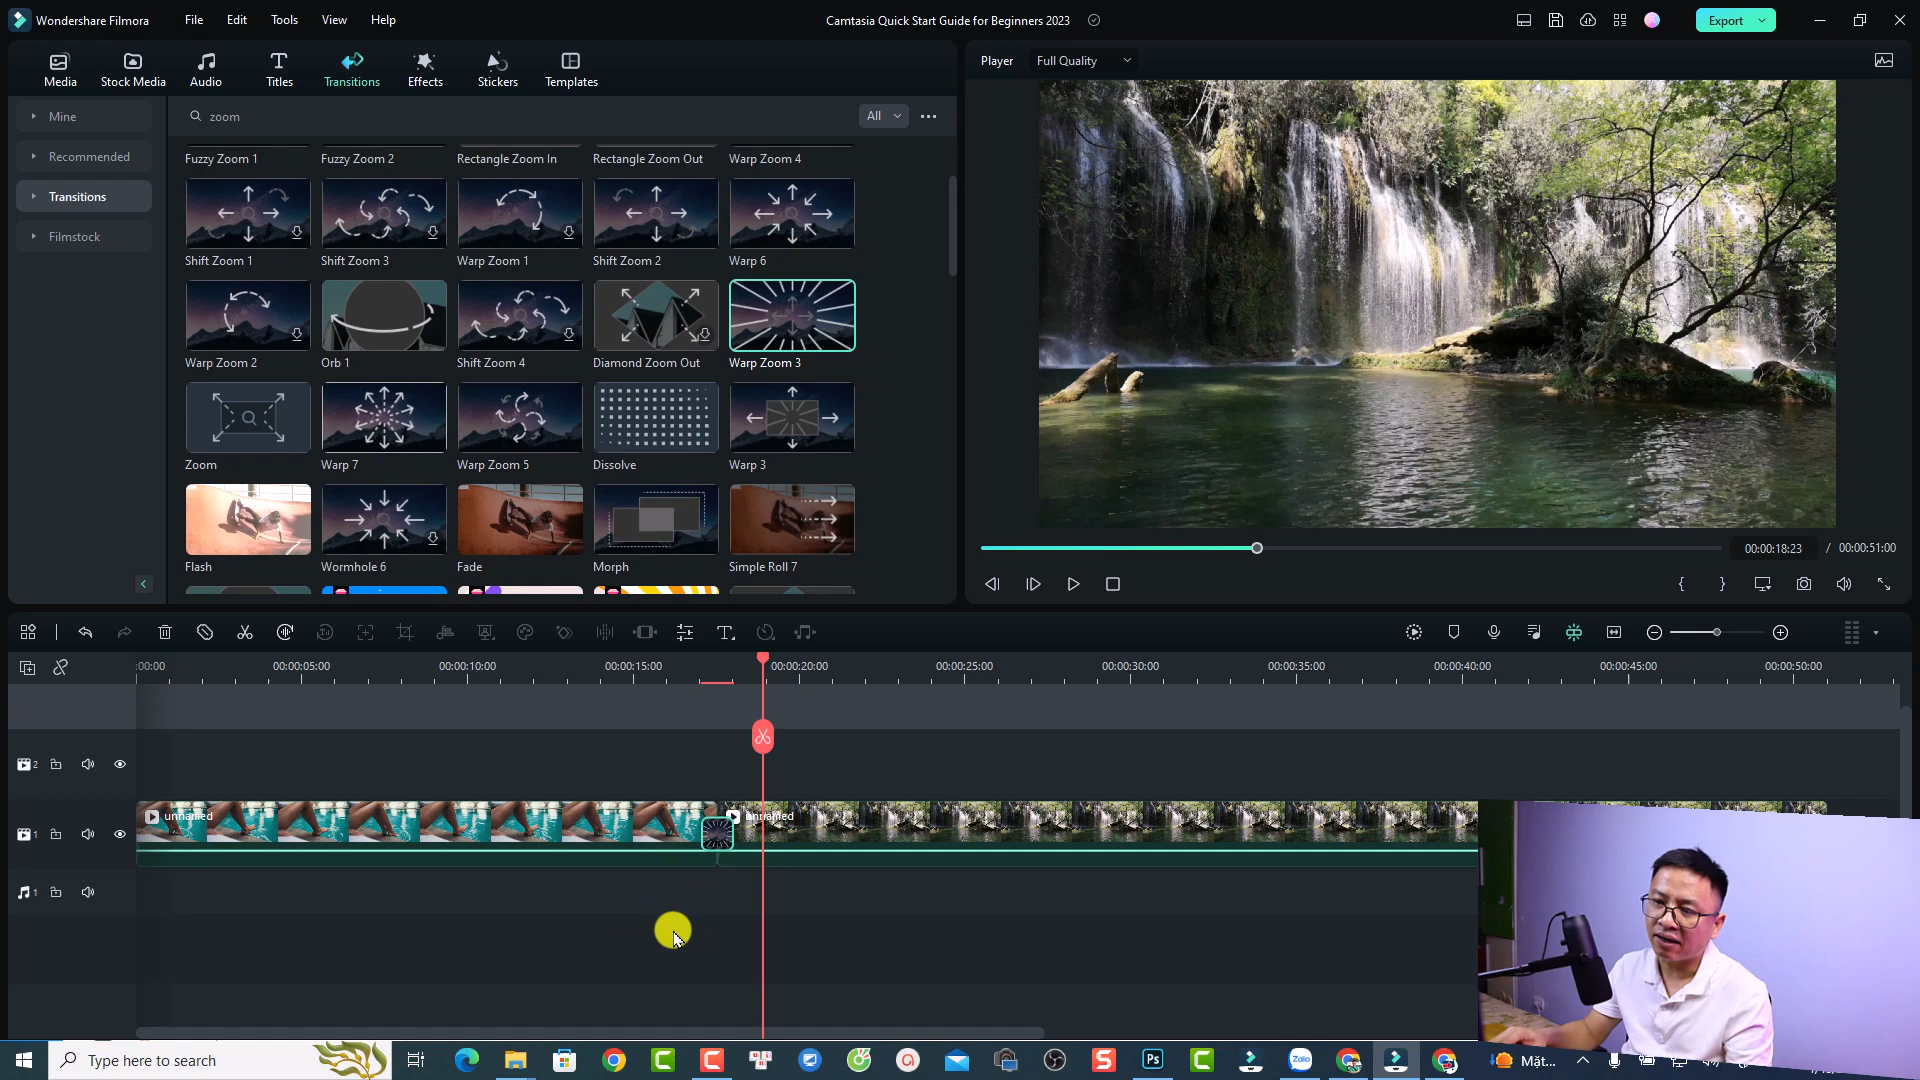 Wondershare Filmora
File
Edit
Tools
View
Help
Camtasia Quick Start Guide for Beginners 2023
Export
Media
Stock Media
Audio
Titles
Transitions
Effects
Stickers
Templates
Player
Full Quality
Mine
Recommended
Transitions
Filmstock
zoom
All
Fuzzy Zoom 1
Fuzzy Zoom 2
Rectangle Zoom In
Rectangle Zoom Out
Warp Zoom 4
Shift Zoom 1
Shift Zoom 3
Warp Zoom 1
Shift Zoom 2
Warp 6
Warp Zoom 2
Orb 1
Shift Zoom 4
Diamond Zoom Out
Warp Zoom 3
Zoom
Warp 7
Warp Zoom 5
Dissolve
Warp 3
Flash
Wormhole 6
Fade
Morph
Simple Roll 7
00:00:18:23
/
00:00:51:00
:00:00
00:00:05:00
00:00:10:00
00:00:15:00
00:00:20:00
00:00:25:00
00:00:30:00
00:00:35:00
00:00:40:00
00:00:45:00
00:00:50:00
2
1
unnamed
unnamed
1
Type here to search
Ps
Zalo
Mặt...